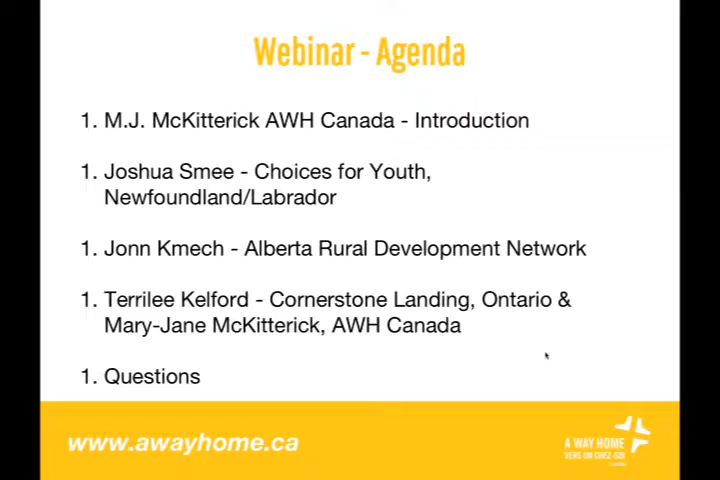 Webinar - Agenda
1. M.J. McKitterick AWH Canada - Introduction
1. Joshua Smee - Choices for Youth,
Newfoundland/Labrador
1. Jonn Kmech - Alberta Rural Development Network
1. Terrilee Kelford - Cornerstone Landing, Ontario &
Mary-Jane McKitterick, AWH Canada
1. Questions
www.awayhome.ca
A WAY HOME
VERS UN CHEZ-SOI